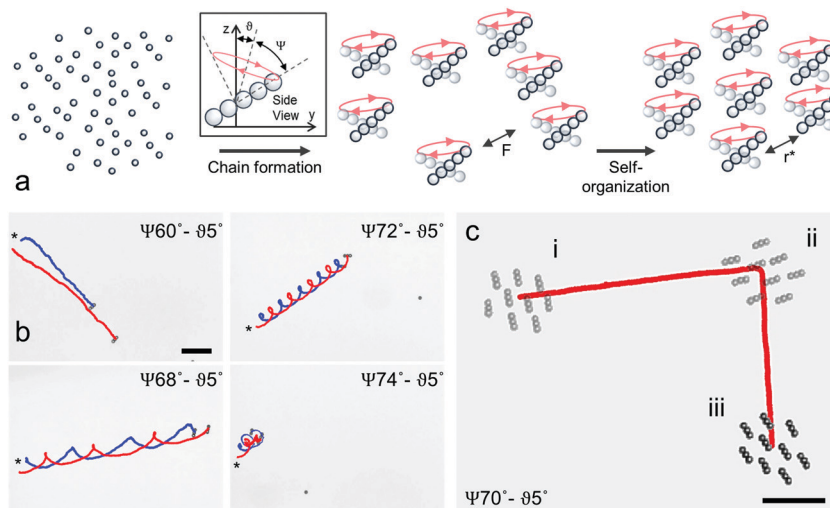 z
ϑ
Ψ
Side
View
y
Chain formation
F
Self-
organization
r*
a
b
*
Ψ60˚- ϑ5˚
*
Ψ72˚- ϑ5˚
*
Ψ68˚- ϑ5˚
*
Ψ74˚- ϑ5˚
c
i
ii
iii
Ψ70˚- ϑ5˚